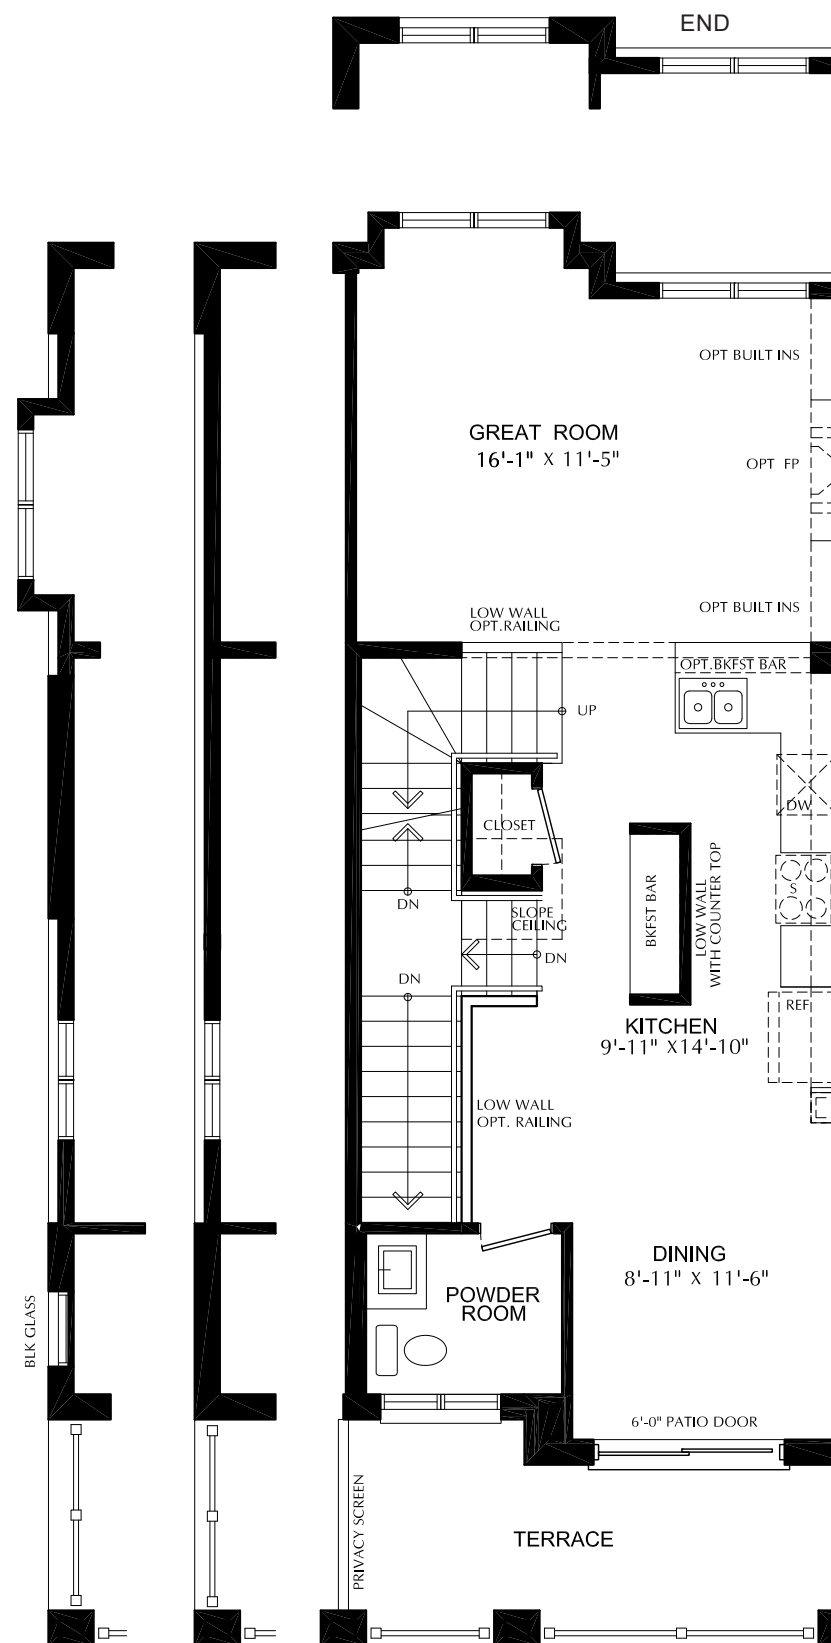 END
OPT BUILT INS
GREAT ROOM
16'-1" X 11'-5"
OPT FP
OPT BUILT INS
LOW WALL
OPT.RAILING
OPT.BKFST BAR
UP
DW
CLOSET
S
BKFST BAR
LOW WALL
WITH COUNTER TOP
DN
SLOPE
CEILING
DN
DN
REF
KITCHEN
9'-11" X14'-10"
LOW WALL
OPT. RAILING
DINING
8'-11" X 11'-6"
POWDER
ROOM
BLK GLASS
6'-0" PATIO DOOR
PRIVACY SCREEN
TERRACE